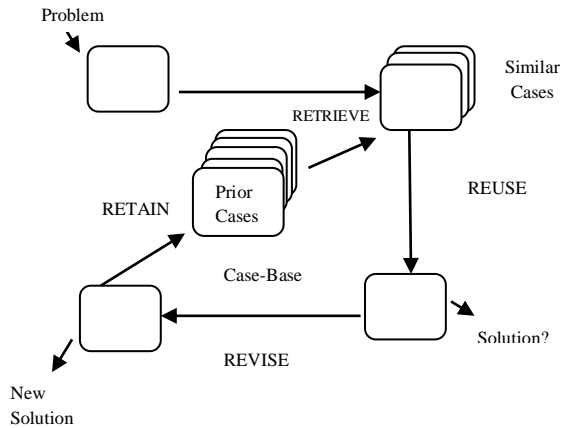 Problem
Similar
Cases
RETRIEVE
REUSE
Prior
Cases
RETAIN
Case-Base
Solution?
REVISE
New
Solution